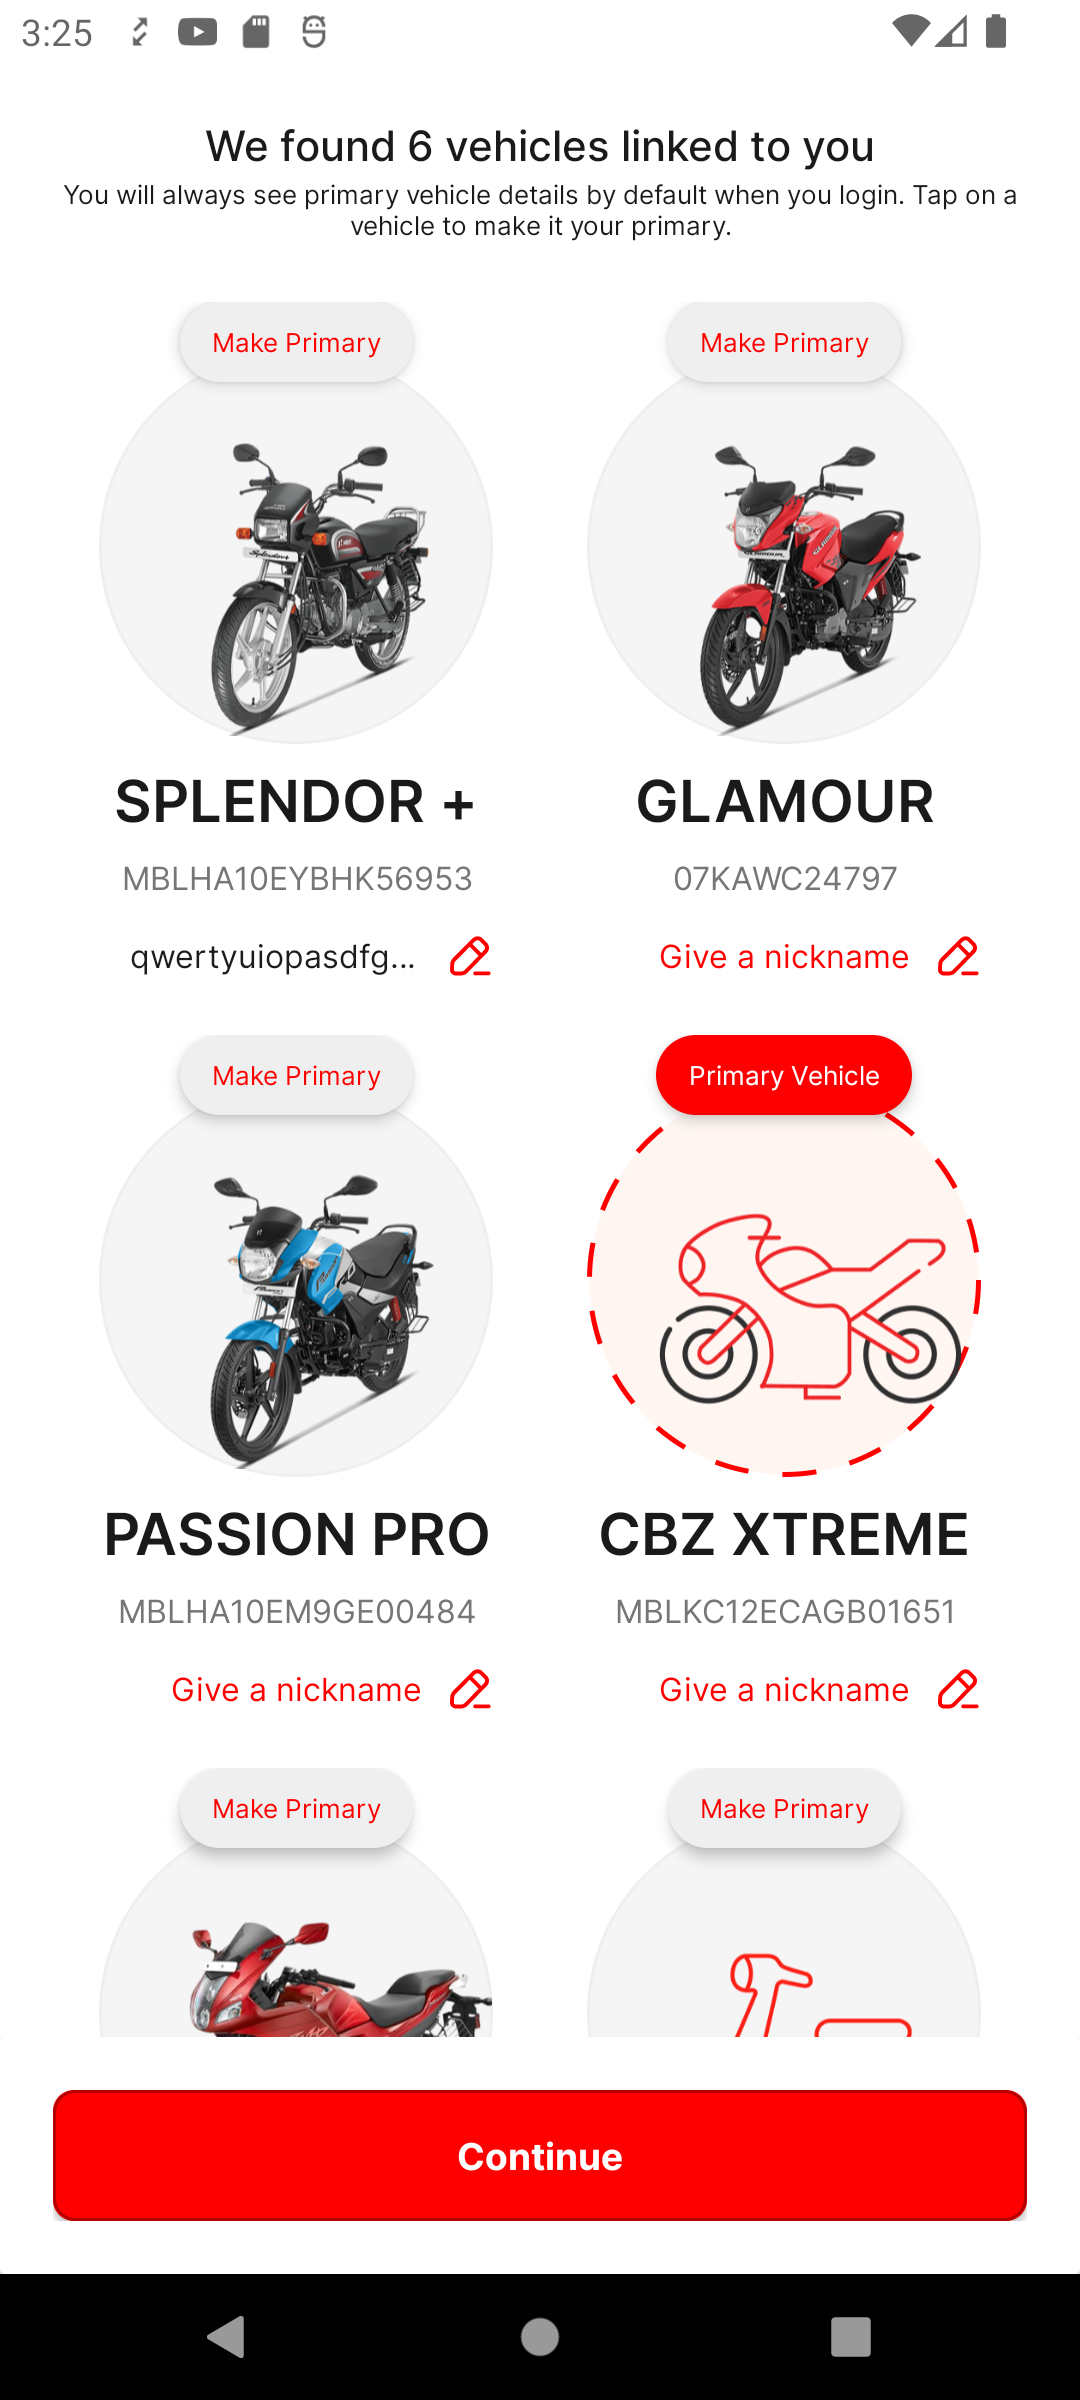 3:25
We found 6 vehicles linked to you
You will always see primary vehicle details by default when you login. Tap on a
vehicle to make it your primary.
Make Primary
Make Primary
Splendor+
GLAMOUR
GLAMOUR
SPLENDOR +
GLAMOUR
MBLHA10EYBHK56953
07KAWC24797
qwertyuiopasdfg...
Give a nickname
Make Primary
Primary Vehicle
PASSION PRO
CBZ XTREME
MBLHA10EM9GE00484
MBLKC12ECAGB01651
Give a nickname
Give a nickname
Make Primary
Make Primary
Continue